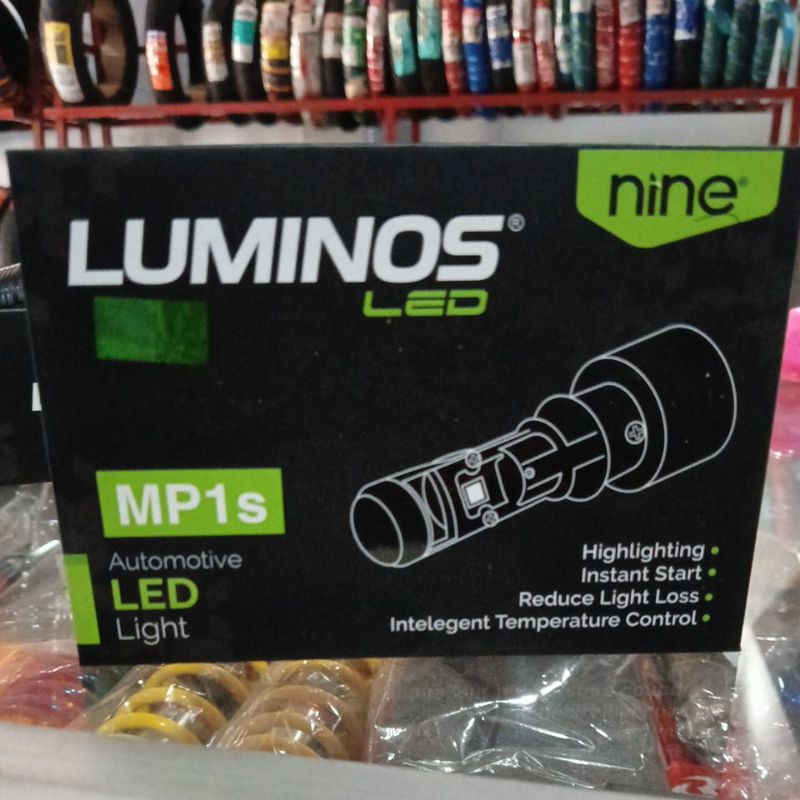 nine®
LUMINOS®
LED
MP1s
Automotive
LED
Light
Highlighting
Instant Start
Reduce Light Loss
Intelegent Temperature Control